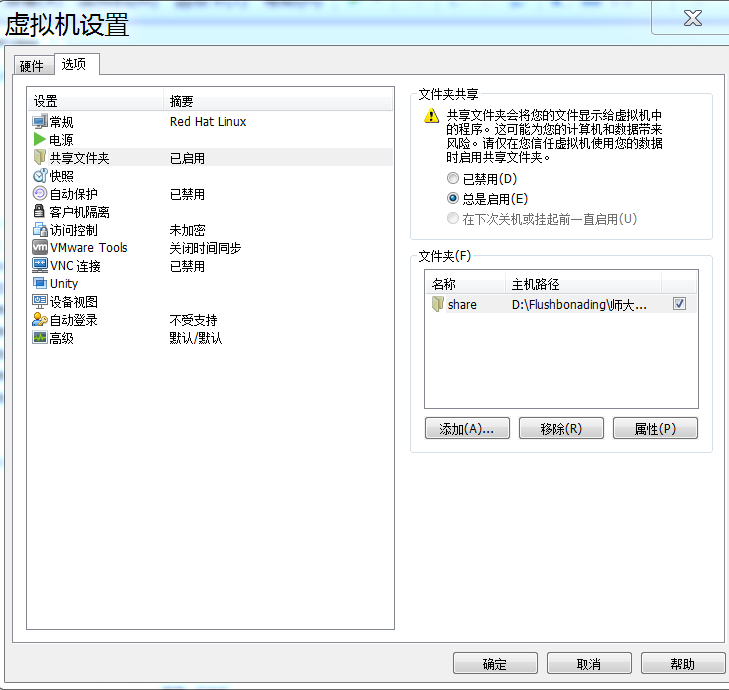 虚拟机设置
硬件 选项
设置 摘要
常规 Red Hat Linux
电源
共享文件夹 已启用
快照
自动保护 已禁用
客户机隔离
访问控制 未加密
VMware Tools 关闭时间同步
VNC 连接 已禁用
Unity
设备视图
自动登录 不受支持
高级 默认/默认
文件夹共享
共享文件夹会将您的文件显示给虚拟机中
的程序。这可能为您的计算机和数据带来
风险。请仅在您信任虚拟机使用您的数据
时启用共享文件夹。
已禁用(D)
总是启用(E)
在下次关机或挂起前一直启用(U)
文件夹(F)
名称 主机路径
share D:\Flushbonading\师大...
添加(A)... 移除(R) 属性(P)
确定 取消 帮助